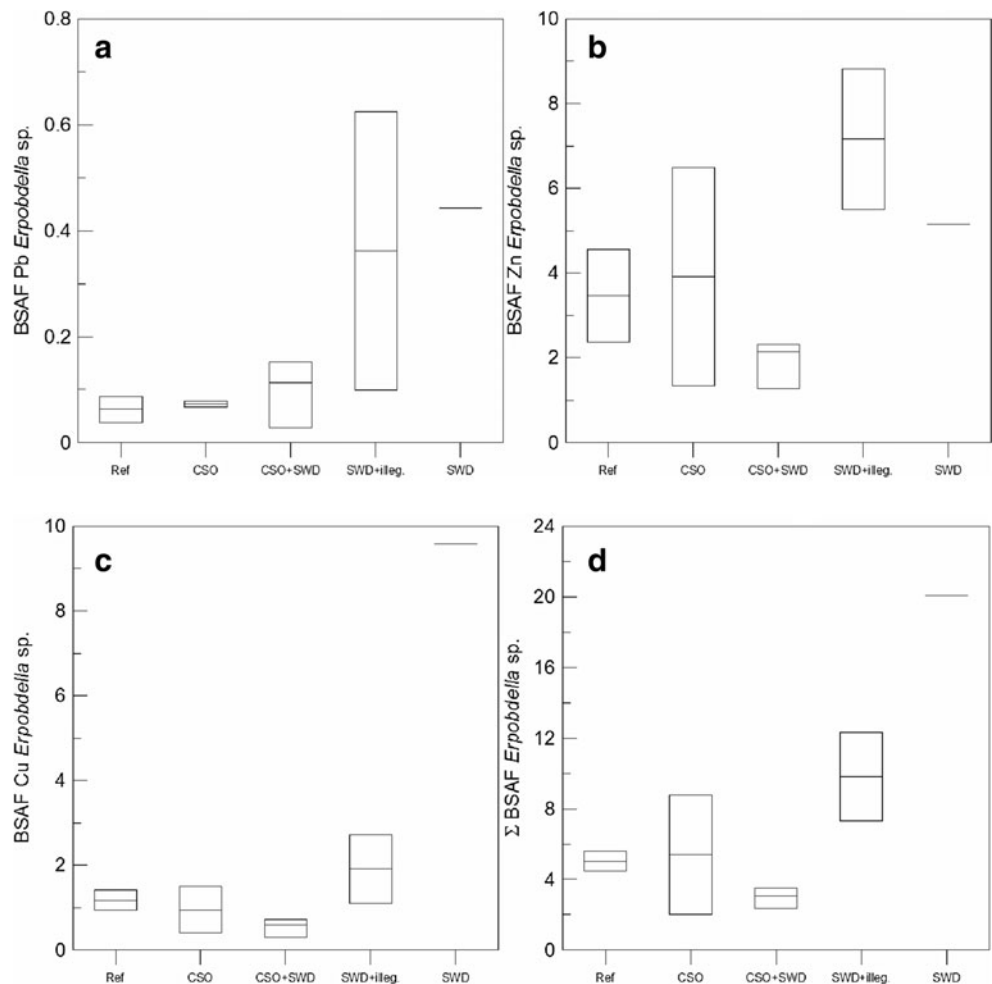 a
0.8
0.6
0.4
0.2
0
BSAF Pb Erpobdella sp.
Ref CSO CSO+SWD SWD+illeg. SWD
b
10
8
6
4
2
0
BSAF Zn Erpobdella sp.
Ref CSO CSO+SWD SWD+illeg. SWD
c
10
8
6
4
2
0
BSAF Cu Erpobdella sp.
Ref CSO CSO+SWD SWD+illeg. SWD
d
24
20
16
12
8
4
0
Σ BSAF Erpobdella sp.
Ref CSO CSO+SWD SWD+illeg. SWD